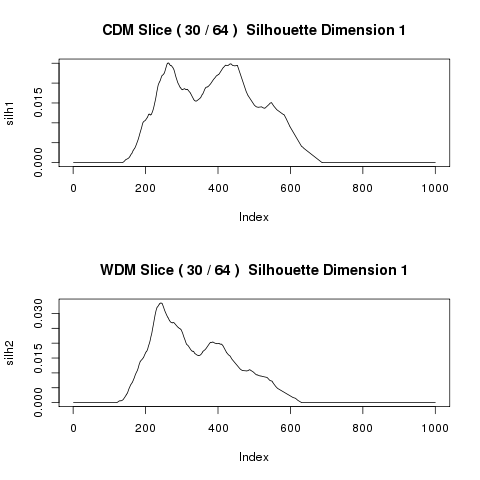 CDM Slice ( 30 / 64 )  Silhouette Dimension 1
silh1
0.015
0.000
0 200 400 600 800 1000
Index
WDM Slice ( 30 / 64 )  Silhouette Dimension 1
silh2
0.030
0.015
0.000
0 200 400 600 800 1000
Index